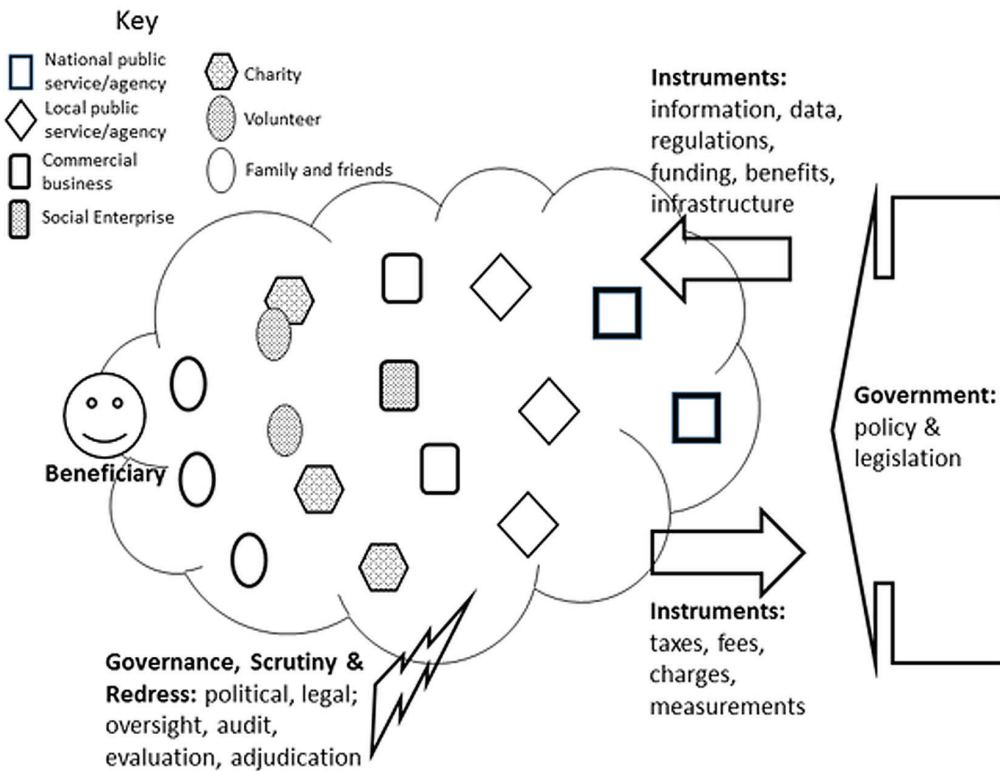 Key
National public
service/agency
Local public
service/agency
Commercial
business
Social Enterprise
Charity
Volunteer
Family and friends
Instruments:
information, data,
regulations,
funding, benefits,
infrastructure
Government:
policy &
legislation
Beneficiary
Instruments:
taxes, fees,
charges,
measurements
Governance, Scrutiny &
Redress: political, legal;
oversight, audit,
evaluation, adjudication